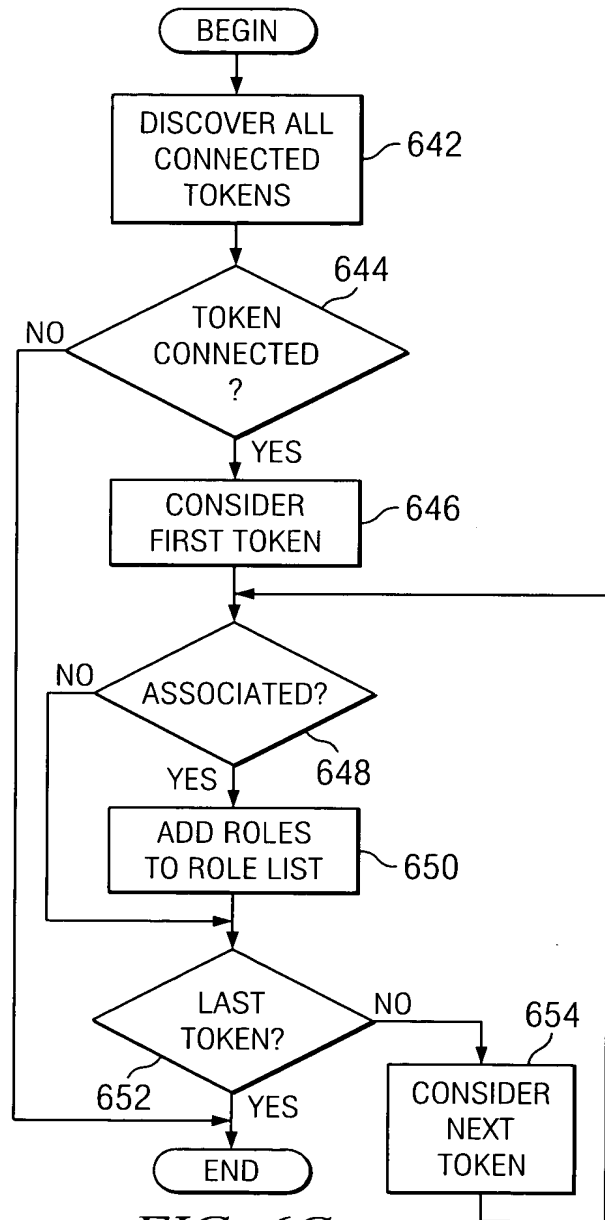 BEGIN
DISCOVER ALL
CONNECTED
TOKENS
642
644
TOKEN
CONNECTED
?
NO
YES
CONSIDER
FIRST TOKEN
646
NO
ASSOCIATED?
648
YES
ADD ROLES
TO ROLE LIST
650
LAST
TOKEN?
NO
654
652
YES
CONSIDER
NEXT
TOKEN
END